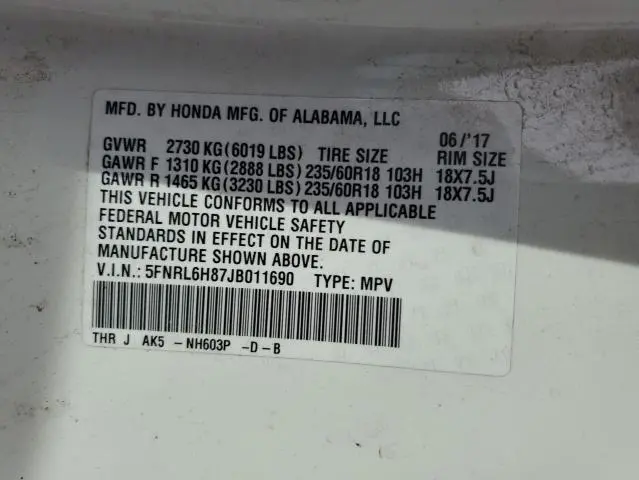 MFD. BY HONDA MFG. OF ALABAMA, LLC 06/'17
GVWR 2730 KG(6019 LBS) TIRE SIZE RIM SIZE
GAWR F 1310 KG(2888 LBS) 235/60R18 103H 18X7.5J
GAWR R 1465 KG(3230 LBS) 235/60R18 103H 18X7.5J
THIS VEHICLE CONFORMS TO ALL APPLICABLE
FEDERAL MOTOR VEHICLE SAFETY
STANDARDS IN EFFECT ON THE DATE OF
MANUFACTURE SHOWN ABOVE.
V.I.N.: 5FNRL6H87JB011690 TYPE: MPV
THR J AK5 -NH603P -D-B